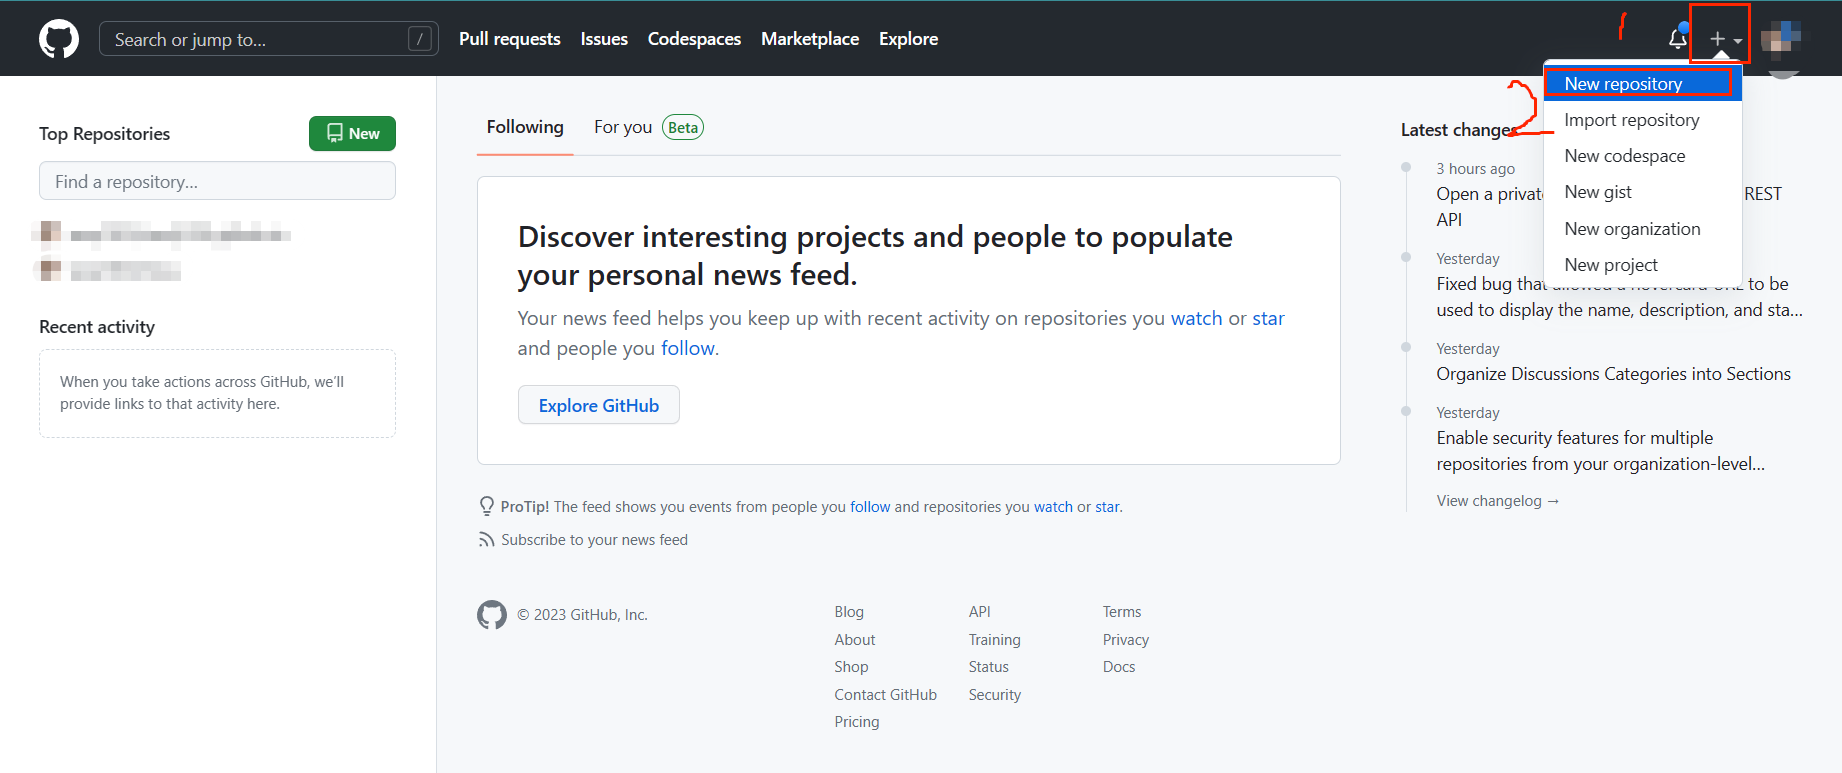 Search or jump to...
/
Pull requests
Issues
Codespaces
Marketplace
Explore
1
2
New repository
Import repository
New codespace
New gist
New organization
New project
Top Repositories
New
Find a repository...
Recent activity
When you take actions across GitHub, we'll
provide links to that activity here.
Following
For you
Beta
Discover interesting projects and people to populate
your personal news feed.
Your news feed helps you keep up with recent activity on repositories you watch or star
and people you follow.
Explore GitHub
ProTip! The feed shows you events from people you follow and repositories you watch or star.
Subscribe to your news feed
Latest changes
3 hours ago
Open a private REST
API
Yesterday
Fixed bug that allowed a hovercard URL to be
used to display the name, description, and sta...
Yesterday
Organize Discussions Categories into Sections
Yesterday
Enable security features for multiple
repositories from your organization-level...
View changelog →
© 2023 GitHub, Inc.
Blog
About
Shop
Contact GitHub
Pricing
API
Training
Status
Security
Terms
Privacy
Docs